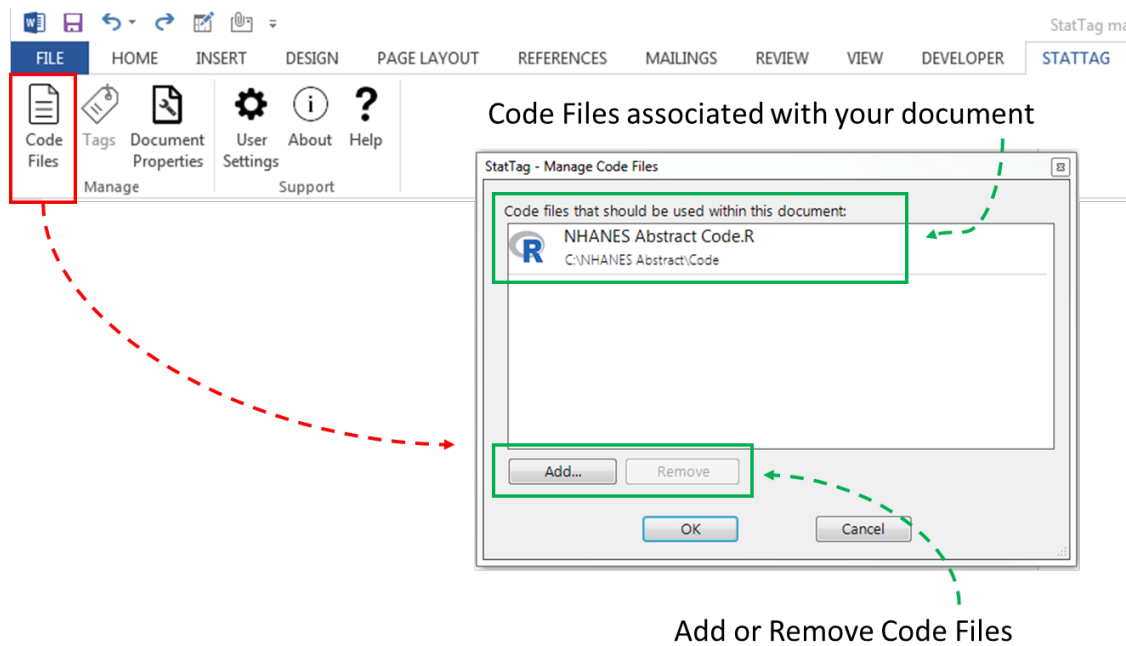 StatTag ma
FILE HOME INSERT DESIGN PAGE LAYOUT REFERENCES MAILINGS REVIEW VIEW DEVELOPER STATTAG
Code Files
Tags
Document Properties
User Settings
About
Help
Manage
Support
Code Files associated with your document
StatTag - Manage Code Files
Code files that should be used within this document:
R
NHANES Abstract Code.R
C:\NHANES Abstract\Code
Add... Remove
OK Cancel
Add or Remove Code Files